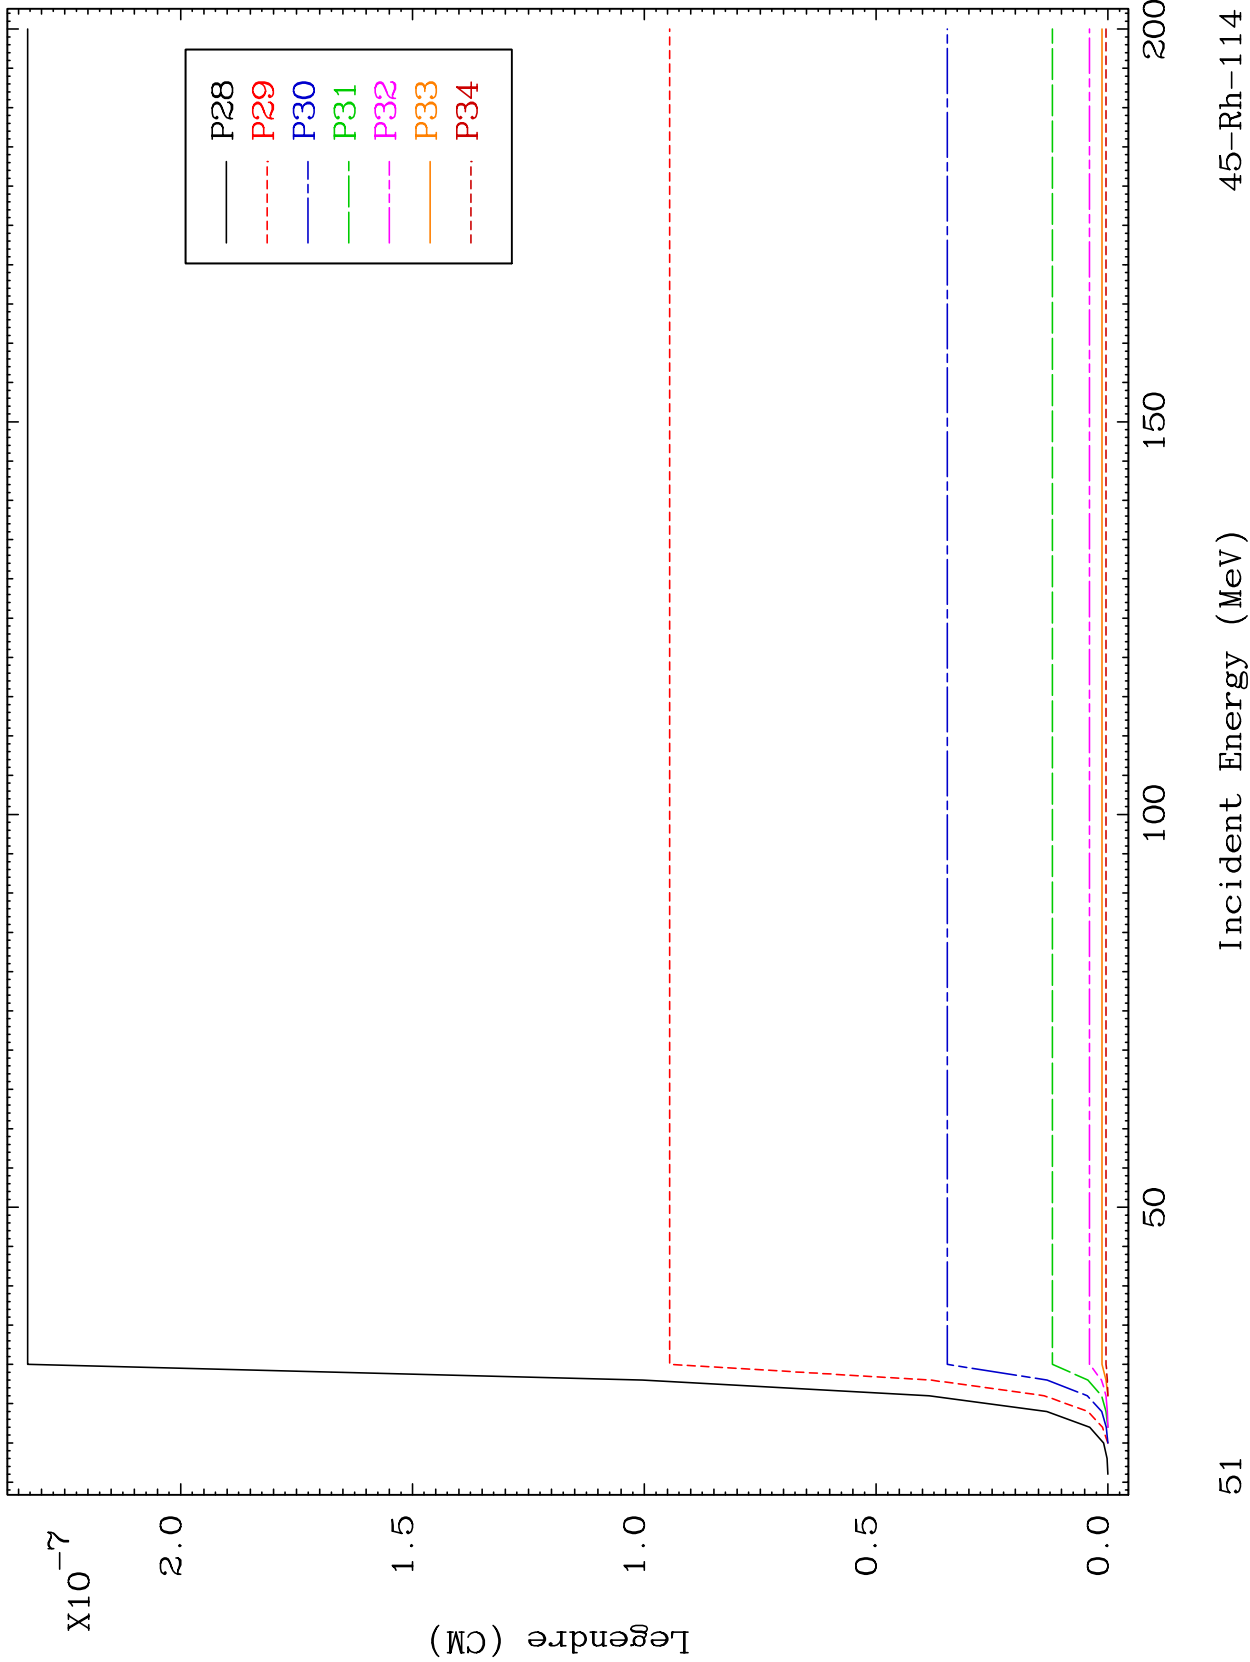 X10-7
2.0
1.5
1.0
0.5
0.0
Legendre (CM)
P28
P29
P30
P31
P32
P33
P34
50
100
150
200
Incident Energy (MeV)
51
45-Rh-114